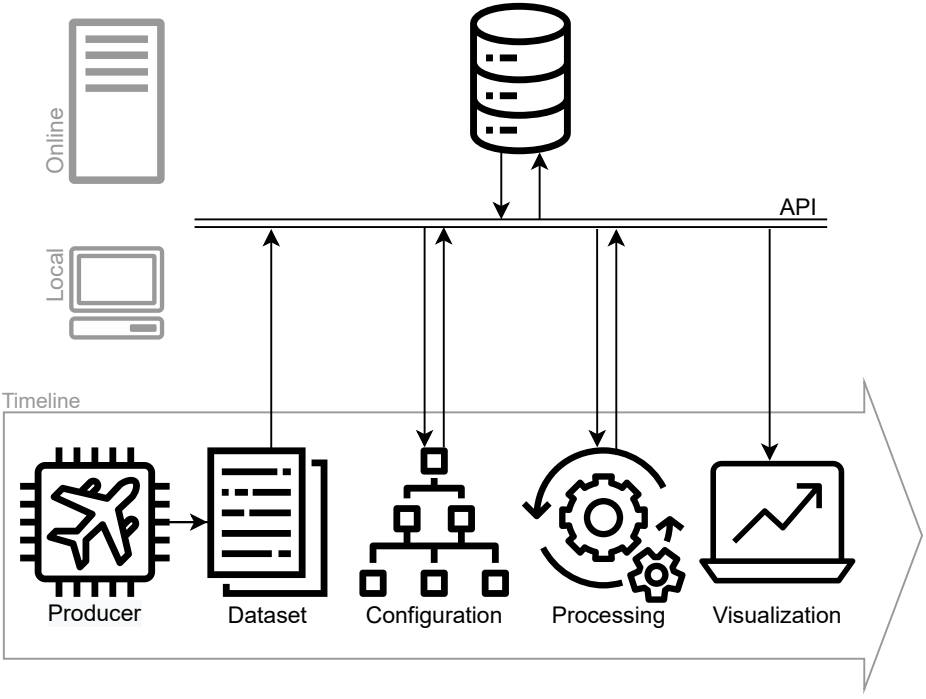 Online
API
Local
Timeline
Producer
Dataset
Configuration
Processing
Visualization